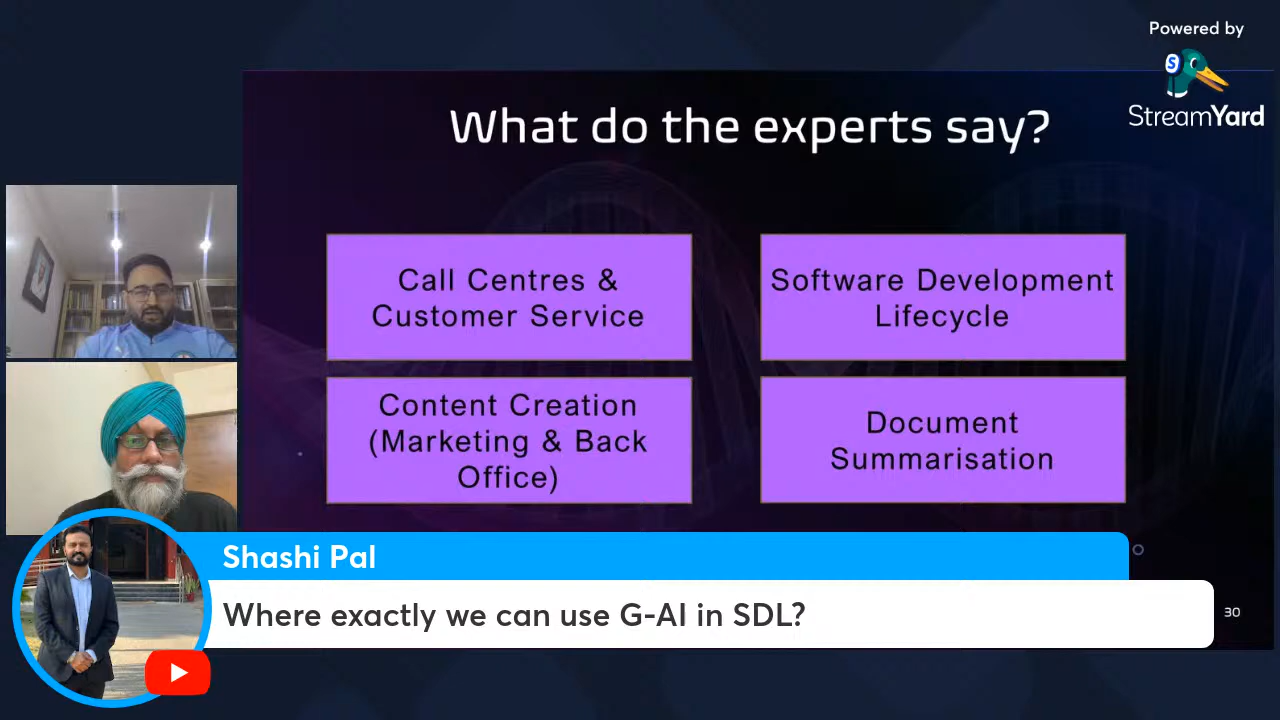 Powered by
StreamYard
What do the experts say?
Call Centres &
Customer Service
Software Development
Lifecycle
Content Creation
(Marketing & Back
Office)
Document
Summarisation
Shashi Pal
Where exactly we can use G-AI in SDL?
30